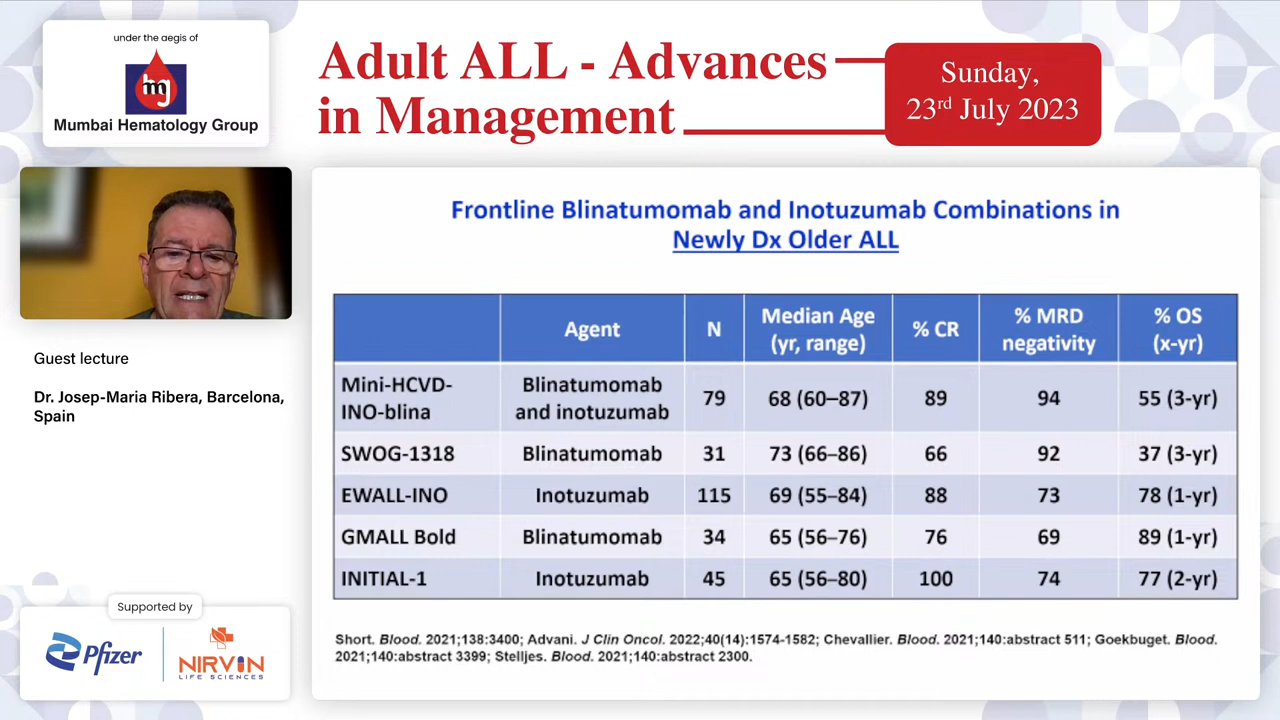 under the aegis of
mhg
Mumbai Hematology Group
Adult ALL - Advances
in Management
Sunday,
23rd July 2023
Guest lecture
Dr. Josep-Maria Ribera, Barcelona,
Spain
Supported by
Pfizer
NIRVIN
LIFE SCIENCES
Frontline Blinatumomab and Inotuzumab Combinations in
Newly Dx Older ALL
Agent N Median Age (yr, range) % CR % MRD negativity % OS (x-yr)
Mini-HCVD-INO-blina Blinatumomab and inotuzumab 79 68 (60–87) 89 94 55 (3-yr)
SWOG-1318 Blinatumomab 31 73 (66–86) 66 92 37 (3-yr)
EWALL-INO Inotuzumab 115 69 (55–84) 88 73 78 (1-yr)
GMALL Bold Blinatumomab 34 65 (56–76) 76 69 89 (1-yr)
INITIAL-1 Inotuzumab 45 65 (56–80) 100 74 77 (2-yr)
Short. Blood. 2021;138:3400; Advani. J Clin Oncol. 2022;40(14):1574-1582; Chevallier. Blood. 2021;140:abstract 511; Goekbuget. Blood.
2021;140:abstract 3399; Stelljes. Blood. 2021;140:abstract 2300.